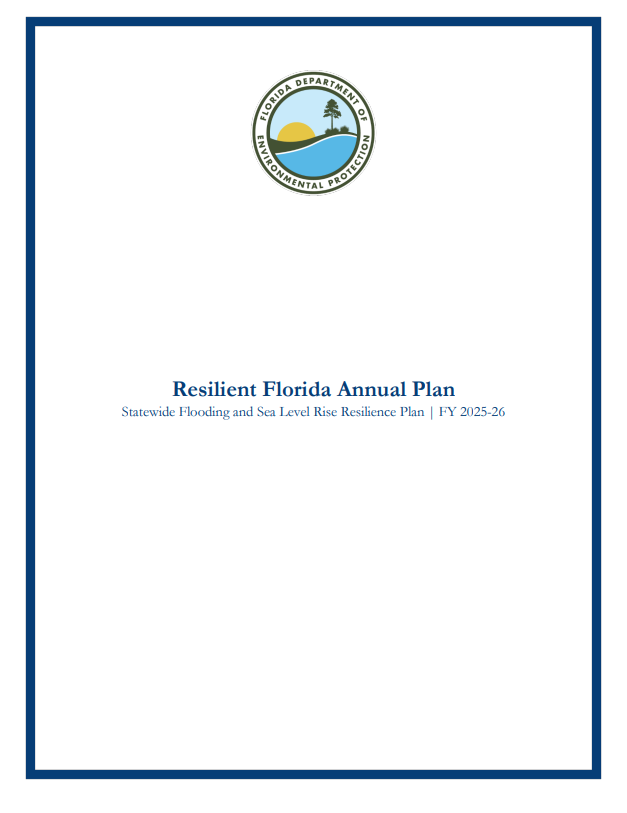 FLORIDA DEPARTMENT OF
ENVIRONMENTAL PROTECTION
Resilient Florida Annual Plan
Statewide Flooding and Sea Level Rise Resilience Plan | FY 2025-26